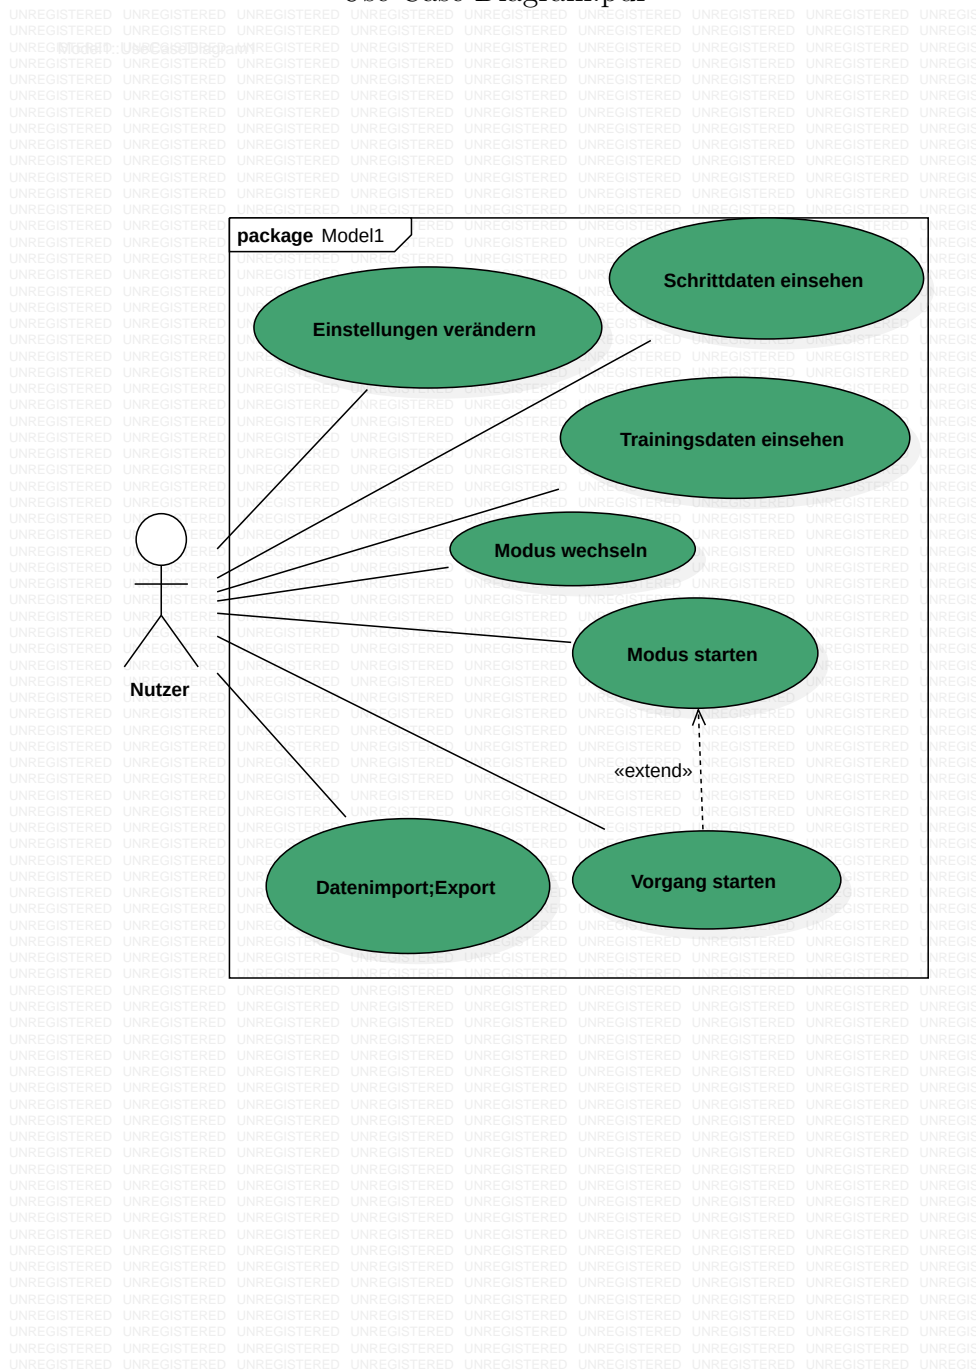 Use Case Diagram.pdf
Model1::UseCaseDiagram1
package Model1
Schrittdaten einsehen
Einstellungen verändern
Trainingsdaten einsehen
Modus wechseln
Modus starten
Nutzer
«extend»
Vorgang starten
Datenimport;Export
UNREGISTERED